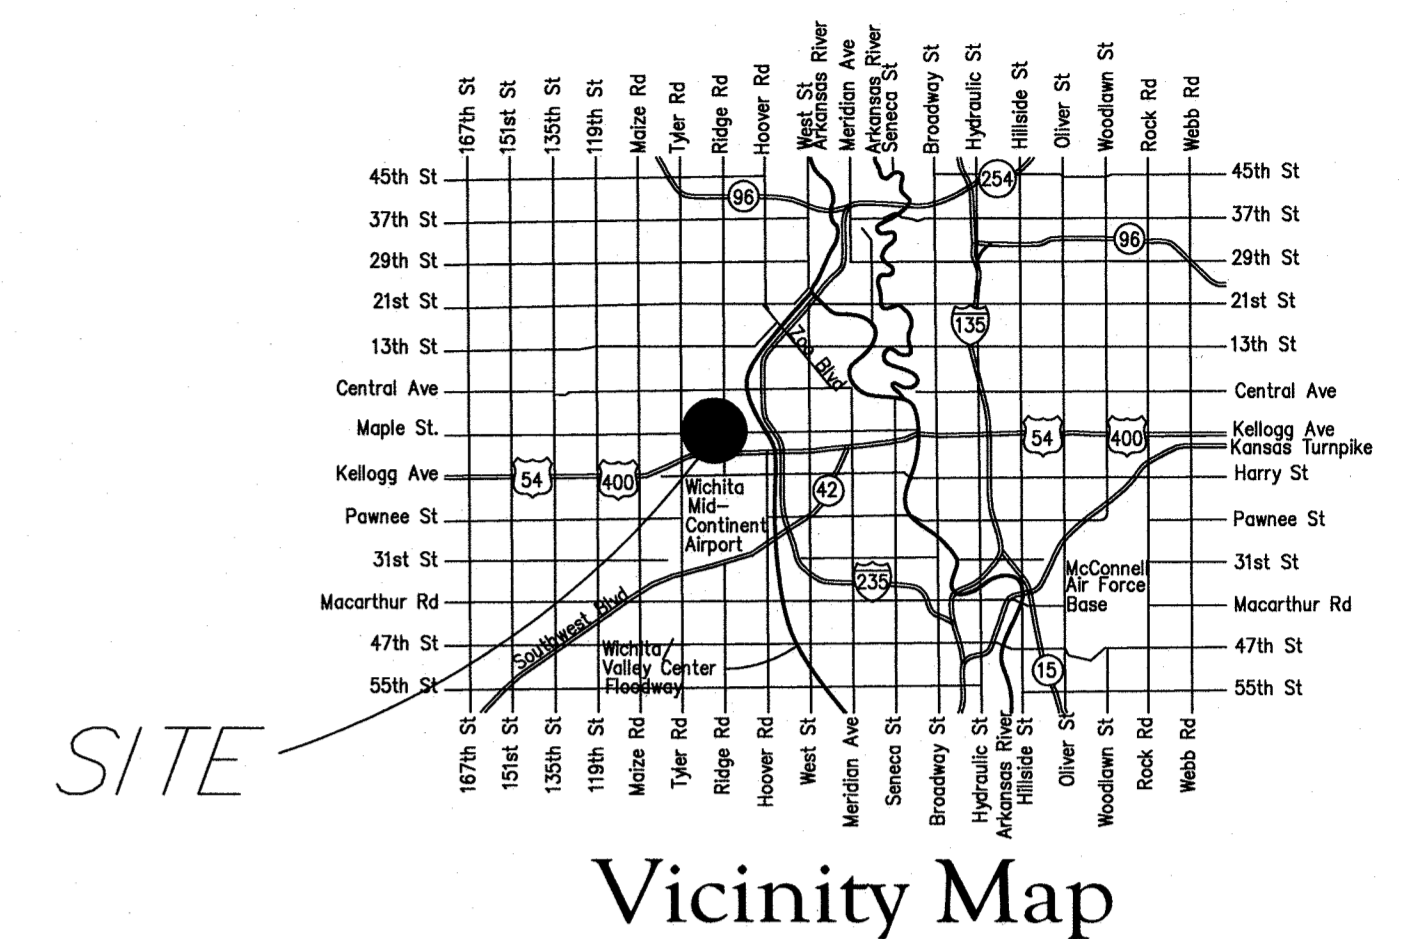 167th St
151st St
135th St
119th St
Maize Rd
Tyler Rd
Ridge Rd
Hoover Rd
West St
Arkansas River
Meridian Ave
Arkansas River
Seneca St
Broadway St
Hydraulic St
Hillside St
Oliver St
Woodlawn St
Rock Rd
Webb Rd
45th St
254
45th St
96
37th St
37th St
96
29th St
29th St
21st St
21st St
135
13th St
13th St
Zoo Blvd
Central Ave
Central Ave
Maple St.
Kellogg Ave
54
400
Kansas Turnpike
Kellogg Ave
54
400
Harry St
Wichita
Mid-
Continent
Airport
42
Pawnee St
Pawnee St
31st St
31st St
McConnell
Air Force
Base
235
Macarthur Rd
Macarthur Rd
Southwest Blvd
47th St
47th St
Wichita/
Valley Center
Floodway
15
55th St
55th St
SITE
167th St
151st St
135th St
119th St
Maize Rd
Tyler Rd
Ridge Rd
Hoover Rd
West St
Meridian Ave
Seneca St
Broadway St
Hydraulic St
Arkansas River
Hillside St
Oliver St
Woodlawn St
Rock Rd
Webb Rd
Vicinity Map